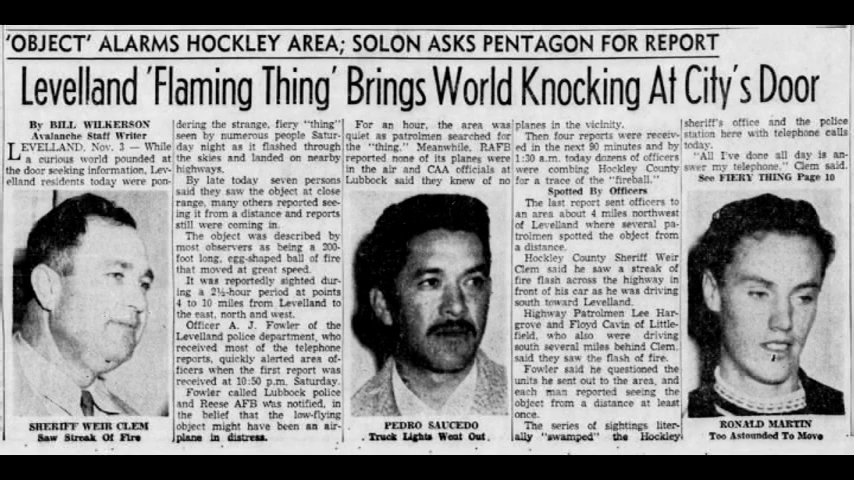 'OBJECT' ALARMS HOCKLEY AREA; SOLON ASKS PENTAGON FOR REPORT
Levelland 'Flaming Thing' Brings World Knocking At City's Door
By BILL WILKERSON
Avalanche Staff Writer
LEVELLAND, Nov. 3 — While
a curious world pounded at
the door seeking information, Lev-
elland residents today were pon-
SHERIFF WEIR CLEM
Saw Streak Of Fire
dering the strange, fiery "thing"
seen by numerous people Satur-
day night as it flashed through
the skies and landed on nearby
highways.
By late today seven persons
said they saw the object at close
range, many others reported see-
ing it from a distance and reports
still were coming in.
The object was described by
most observers as being a 200-
foot long, egg-shaped ball of fire
that moved at great speed.
It was reportedly sighted dur-
ing a 2½-hour period at points
4 to 10 miles from Levelland to
the east, north and west.
Officer A. J. Fowler of the
Levelland police department, who
received most of the telephone
reports, quickly alerted area of-
ficers when the first report was
received at 10:50 p.m. Saturday.
Fowler called Lubbock police
and Reese AFB was notified, in
the belief that the low-flying
object might have been an air-
plane in distress.
For an hour, the area was
quiet as patrolmen searched for
the "thing." Meanwhile, RAFB
reported none of its planes were
in the air and CAA officials at
Lubbock said they knew of no
PEDRO SAUCEDO
Truck Lights Went Out
planes in the vicinity.
Then four reports were receiv-
ed in the next 90 minutes and by
1:30 a.m. today dozens of officers
were combing Hockley County
for a trace of the "fireball."
Spotted By Officers
The last report sent officers to
an area about 4 miles northwest
of Levelland where several pa-
trolmen spotted the object from
a distance.
Hockley County Sheriff Weir
Clem said he saw a streak of
fire flash across the highway in
front of his car as he was driving
south toward Levelland.
Highway Patrolmen Lee Har-
grove and Floyd Cavin of Little-
field, who also were driving
south several miles behind Clem,
said they saw the flash of fire.
Fowler said he questioned the
units he sent out to the area, and
each man reported seeing the
object from a distance at least
once.
The series of sightings liter-
ally "swamped" the Hockley
sheriff's office and the police
station here with telephone calls
today.
"All I've done all day is an-
swer my telephone," Clem said.
See FIERY THING Page 10
RONALD MARTIN
Too Astounded To Move